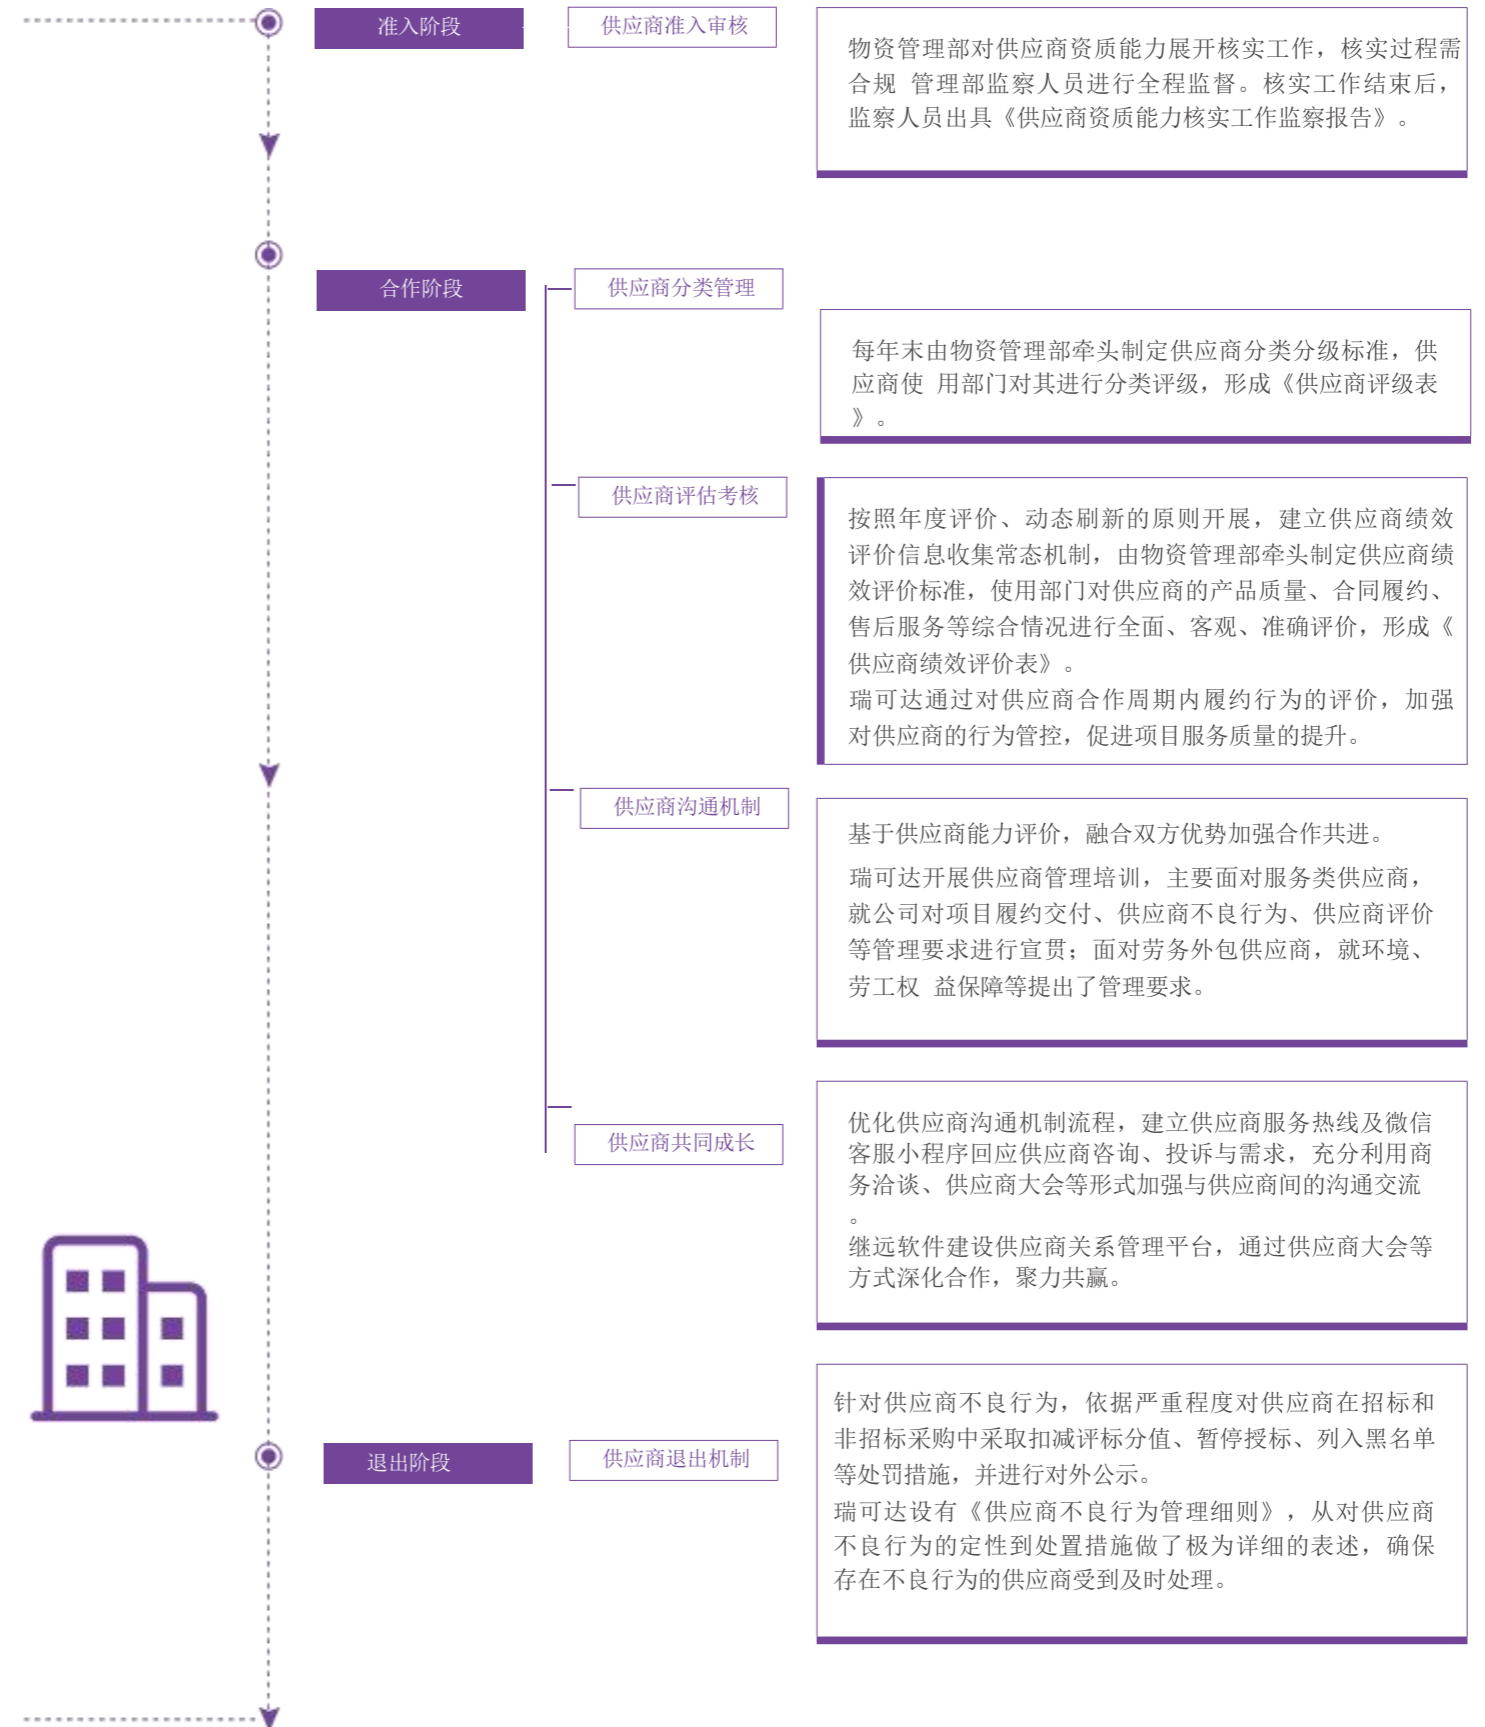 准入阶段
供应商准入审核
物资管理部对供应商资质能力展开核实工作，核实过程需
合规 管理部监察人员进行全程监督。核实工作结束后，
监察人员出具《供应商资质能力核实工作监察报告》。
合作阶段
供应商分类管理
每年末由物资管理部牵头制定供应商分类分级标准，供
应商使 用部门对其进行分类评级，形成《供应商评级表
》。
供应商评估考核
按照年度评价、动态刷新的原则开展，建立供应商绩效
评价信息收集常态机制，由物资管理部牵头制定供应商绩
效评价标准，使用部门对供应商的产品质量、合同履约、
售后服务等综合情况进行全面、客观、准确评价，形成《
供应商绩效评价表》。
瑞可达通过对供应商合作周期内履约行为的评价，加强
对供应商的行为管控，促进项目服务质量的提升。
供应商沟通机制
基于供应商能力评价，融合双方优势加强合作共进。
瑞可达开展供应商管理培训，主要面对服务类供应商，
就公司对项目履约交付、供应商不良行为、供应商评价
等管理要求进行宣贯；面对劳务外包供应商，就环境、
劳工权 益保障等提出了管理要求。
供应商共同成长
优化供应商沟通机制流程，建立供应商服务热线及微信
客服小程序回应供应商咨询、投诉与需求，充分利用商
务洽谈、供应商大会等形式加强与供应商间的沟通交流
。
继远软件建设供应商关系管理平台，通过供应商大会等
方式深化合作，聚力共赢。
退出阶段
供应商退出机制
针对供应商不良行为，依据严重程度对供应商在招标和
非招标采购中采取扣减评标分值、暂停授标、列入黑名单
等处罚措施，并进行对外公示。
瑞可达设有《供应商不良行为管理细则》，从对供应商
不良行为的定性到处置措施做了极为详细的表述，确保
存在不良行为的供应商受到及时处理。